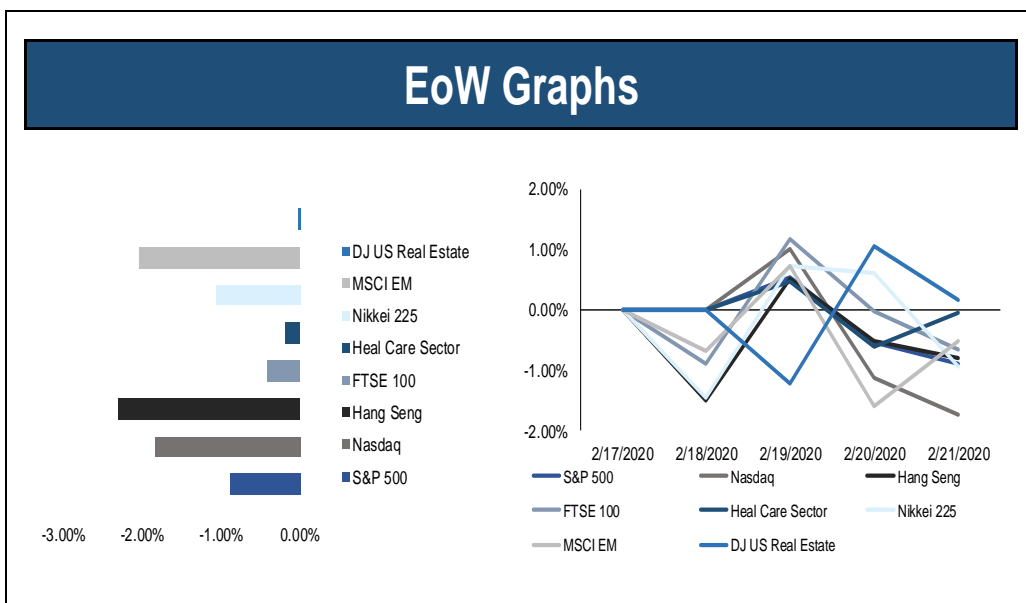 EoW Graphs
DJ US Real Estate
MSCI EM
Nikkei 225
Heal Care Sector
FTSE 100
Hang Seng
Nasdaq
S&P 500
-3.00% -2.00% -1.00% 0.00%
2.00%
1.00%
0.00%
-1.00%
-2.00%
2/17/2020 2/18/2020 2/19/2020 2/20/2020 2/21/2020
S&P 500 Nasdaq Hang Seng
FTSE 100 Heal Care Sector Nikkei 225
MSCI EM DJ US Real Estate